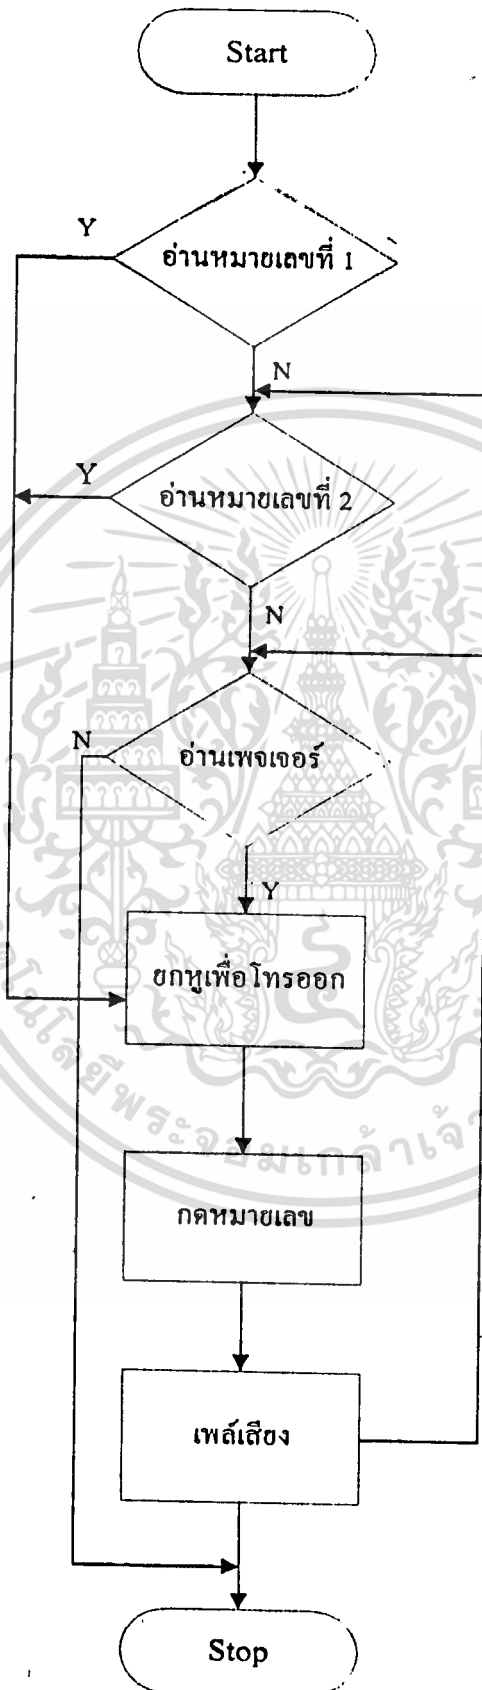 Start
Y
อ่านหมายเลขที่ 1
N
Y
อ่านหมายเลขที่ 2
N
N
อ่านเพจเจอร์
Y
ยกหูเพื่อโทรออก
กดหมายเลข
เพล์เสียง
Stop